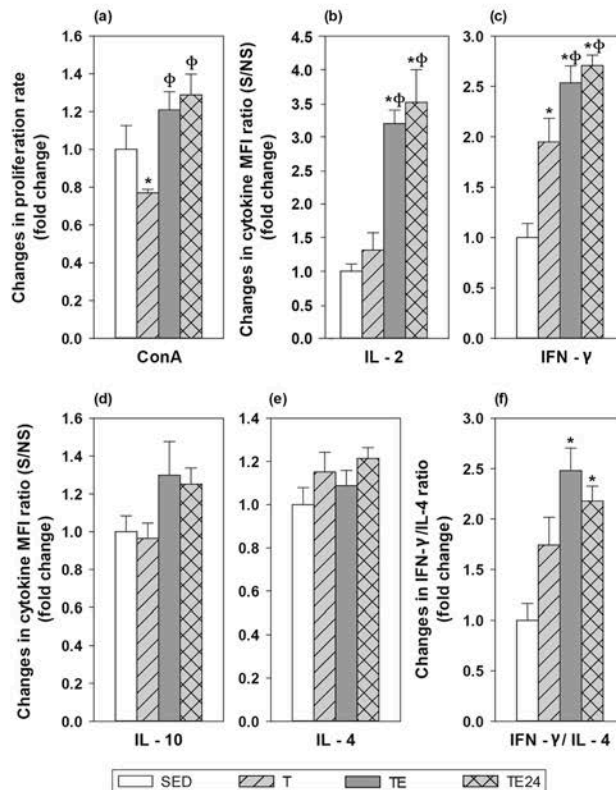 (a)
(b)
(c)
Changes in proliferation rate
(fold change)
1.6
1.4
1.2
1.0
0.8
0.6
0.4
0.2
0.0
*
Φ
Φ
ConA
Changes in cytokine MFI ratio (S/NS)
(fold change)
4.5
4.0
3.5
3.0
2.5
2.0
1.5
1.0
0.5
0.0
*Φ
*Φ
IL - 2
3.0
2.5
2.0
1.5
1.0
0.5
0.0
*
*Φ
*Φ
IFN - γ
(d)
(e)
(f)
Changes in cytokine MFI ratio (S/NS)
(fold change)
1.6
1.4
1.2
1.0
0.8
0.6
0.4
0.2
0.0
IL - 10
1.4
1.2
1.0
0.8
0.6
0.4
0.2
0.0
IL - 4
Changes in IFN-γ/IL-4 ratio
(fold change)
3.0
2.5
2.0
1.5
1.0
0.5
0.0
*
*
IFN - γ/ IL - 4
SED T TE TE24